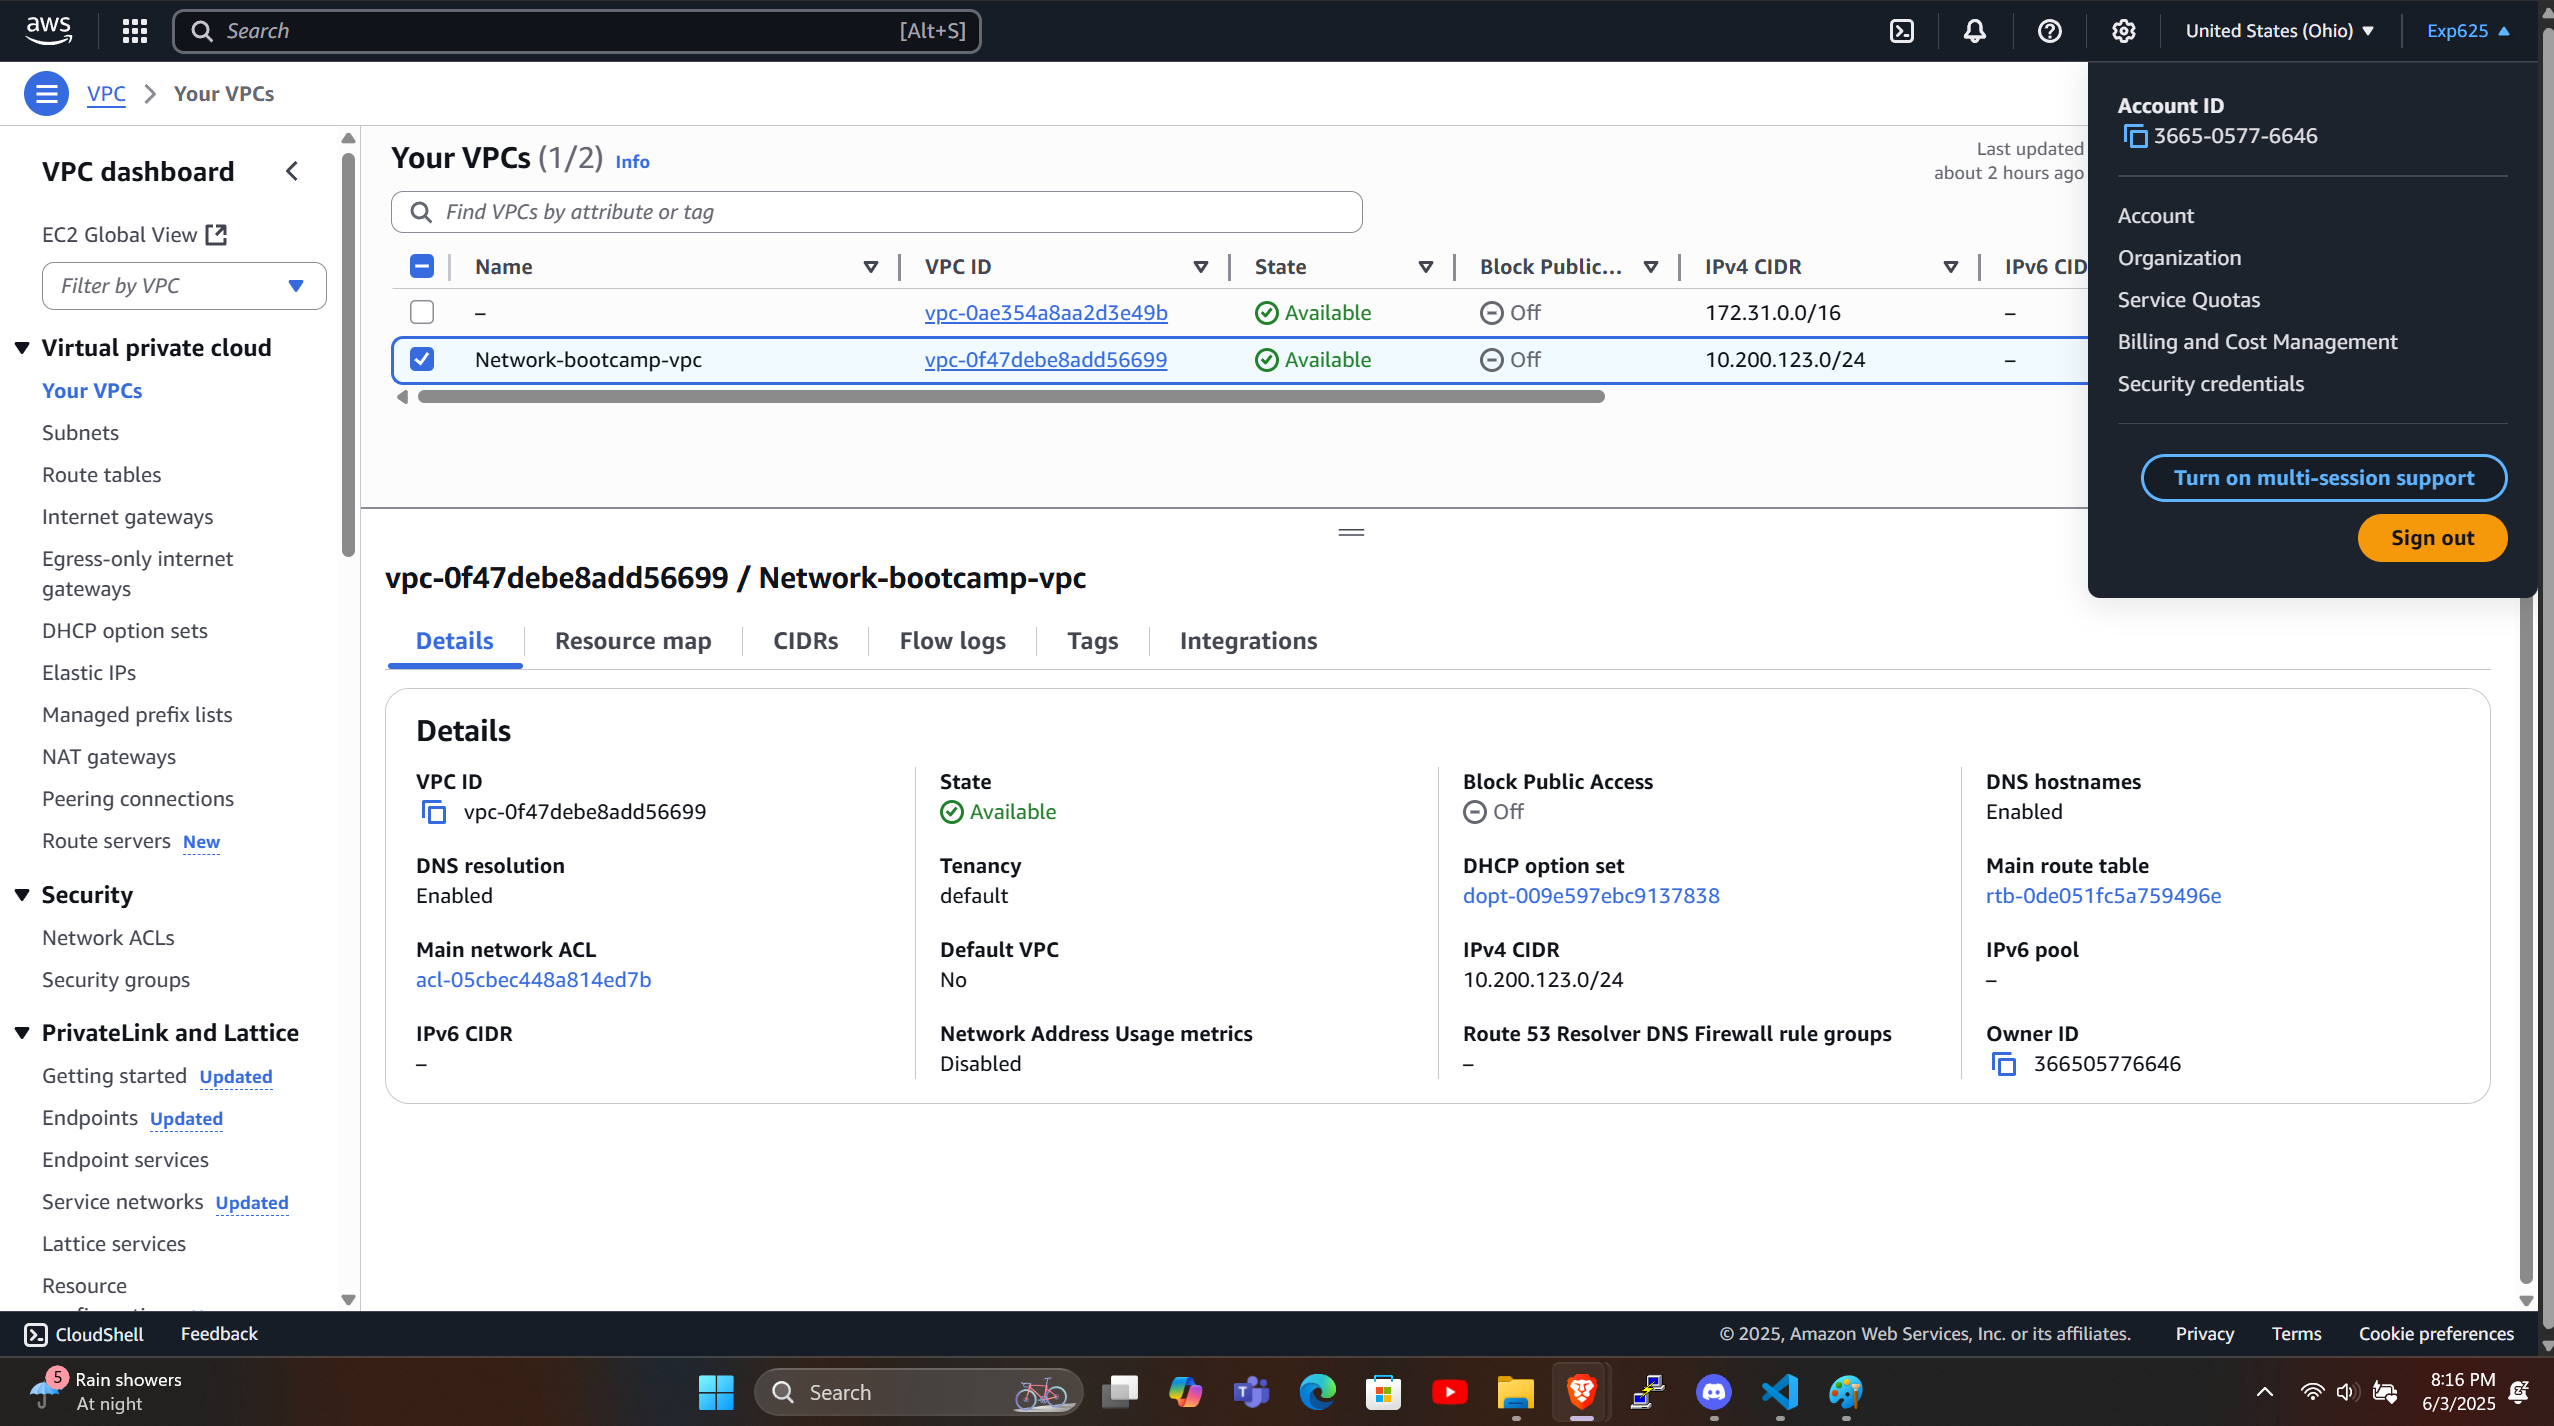 aws
Search
[Alt+S]
United States (Ohio)
Exp625
VPC
Your VPCs
Account ID
3665-0577-6646
Account
Organization
Service Quotas
Billing and Cost Management
Security credentials
Turn on multi-session support
Sign out
VPC dashboard
EC2 Global View
Filter by VPC
Virtual private cloud
Your VPCs
Subnets
Route tables
Internet gateways
Egress-only internet
gateways
DHCP option sets
Elastic IPs
Managed prefix lists
NAT gateways
Peering connections
Route servers New
Security
Network ACLs
Security groups
PrivateLink and Lattice
Getting started Updated
Endpoints Updated
Endpoint services
Service networks Updated
Lattice services
Resource
Your VPCs (1/2) Info
Last updated
about 2 hours ago
Find VPCs by attribute or tag
Name VPC ID State Block Public... IPv4 CIDR IPv6 CID
– vpc-0ae354a8aa2d3e49b Available Off 172.31.0.0/16 –
Network-bootcamp-vpc vpc-0f47debe8add56699 Available Off 10.200.123.0/24 –
vpc-0f47debe8add56699 / Network-bootcamp-vpc
Details Resource map CIDRs Flow logs Tags Integrations
Details
VPC ID
vpc-0f47debe8add56699
State
Available
Block Public Access
Off
DNS hostnames
Enabled
DNS resolution
Enabled
Tenancy
default
DHCP option set
dopt-009e597ebc9137838
Main route table
rtb-0de051fc5a759496e
Main network ACL
acl-05cbec448a814ed7b
Default VPC
No
IPv4 CIDR
10.200.123.0/24
IPv6 pool
–
IPv6 CIDR
–
Network Address Usage metrics
Disabled
Route 53 Resolver DNS Firewall rule groups
–
Owner ID
366505776646
CloudShell Feedback
© 2025, Amazon Web Services, Inc. or its affiliates. Privacy Terms Cookie preferences
5
Rain showers
At night
Search
8:16 PM
6/3/2025